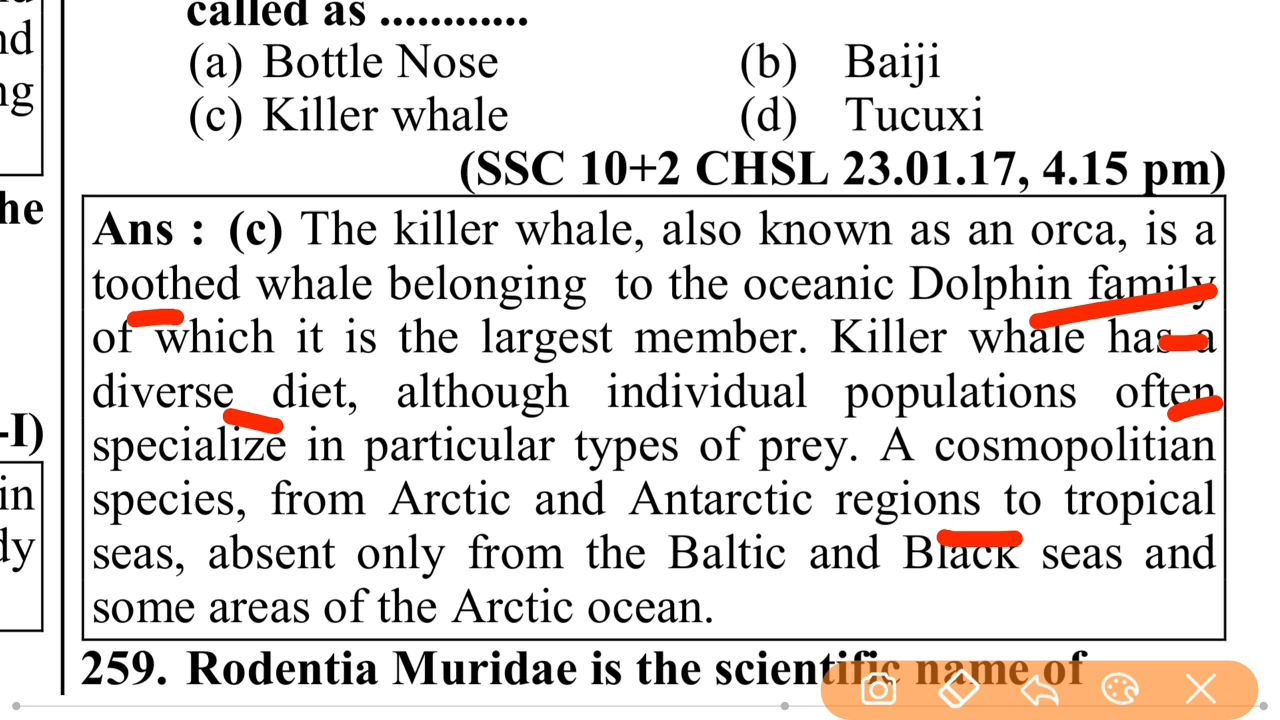 called as ............
(a) Bottle Nose (b) Baiji
(c) Killer whale (d) Tucuxi
(SSC 10+2 CHSL 23.01.17, 4.15 pm)
Ans : (c) The killer whale, also known as an orca, is a
toothed whale belonging to the oceanic Dolphin family
of which it is the largest member. Killer whale has a
diverse diet, although individual populations often
specialize in particular types of prey. A cosmopolitian
species, from Arctic and Antarctic regions to tropical
seas, absent only from the Baltic and Black seas and
some areas of the Arctic ocean.
259. Rodentia Muridae is the scientific name of